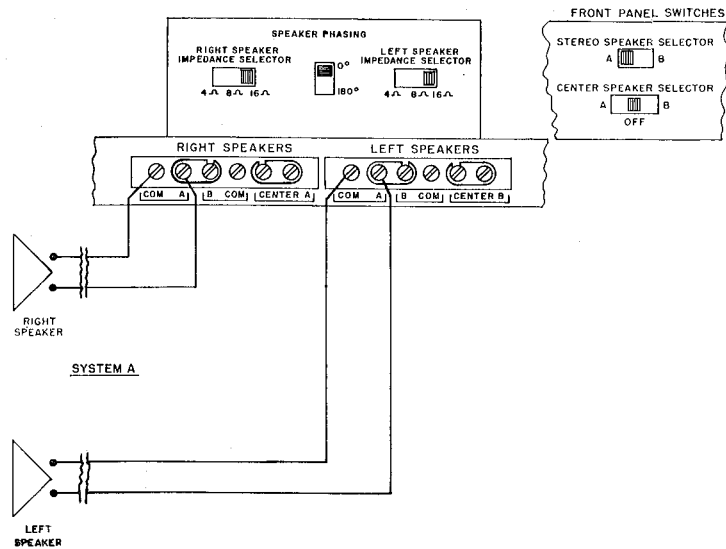 FRONT PANEL SWITCHES
STEREO SPEAKER SELECTOR
A B
CENTER SPEAKER SELECTOR
A B
OFF
SPEAKER PHASING
RIGHT SPEAKER
IMPEDANCE SELECTOR
4Ω 8Ω 16Ω
0°
180°
LEFT SPEAKER
IMPEDANCE SELECTOR
4Ω 8Ω 16Ω
RIGHT SPEAKERS
COM A B COM CENTER A
LEFT SPEAKERS
COM A B COM CENTER B
RIGHT
SPEAKER
SYSTEM A
LEFT
SPEAKER